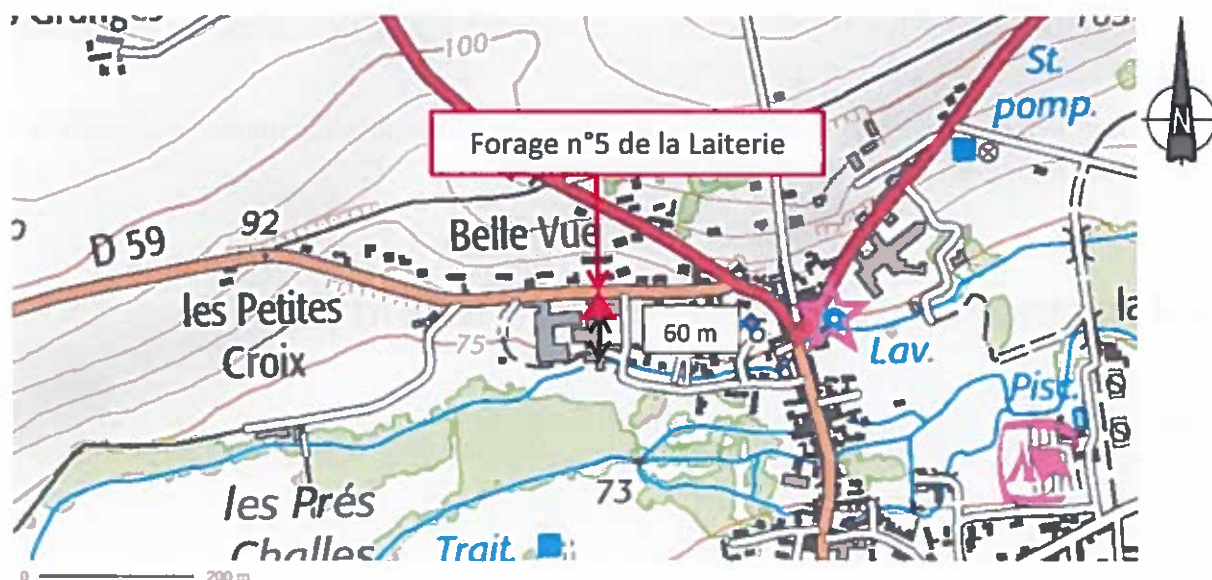 100
St.
pomp.
Forage n°5 de la Laiterie
N
92
D 59
Belle Vue
les Petites
Croix
75
60 m
Lav.
Pisc.
73
les Prés
Challes
Trait.
0 200 m